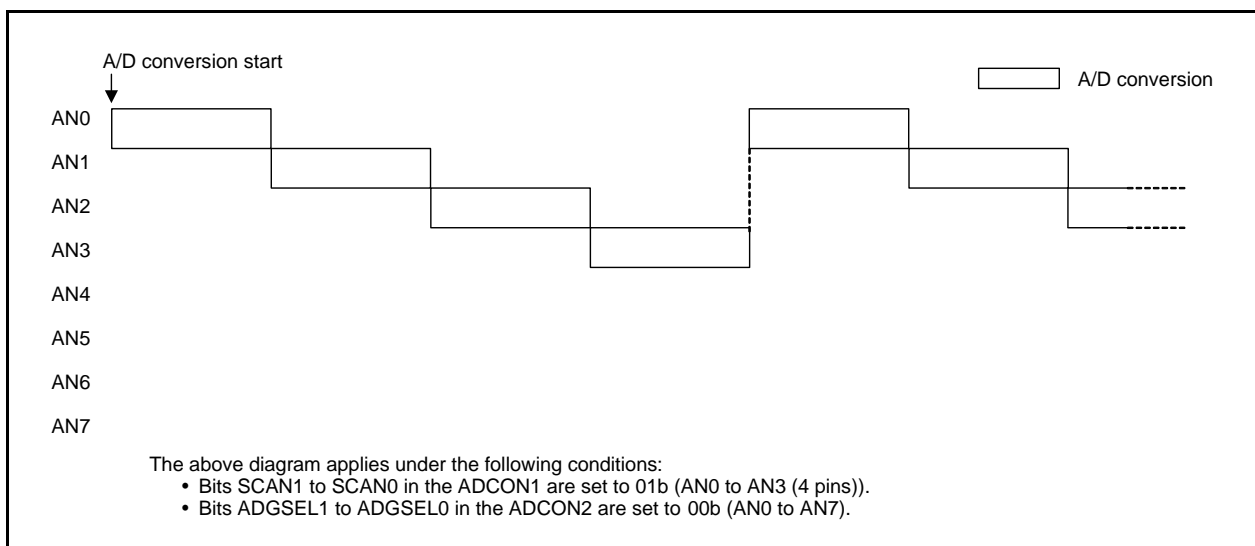 A/D conversion start
A/D conversion
AN0
AN1
AN2
AN3
AN4
AN5
AN6
AN7
The above diagram applies under the following conditions:
• Bits SCAN1 to SCAN0 in the ADCON1 are set to 01b (AN0 to AN3 (4 pins)).
• Bits ADGSEL1 to ADGSEL0 in the ADCON2 are set to 00b (AN0 to AN7).